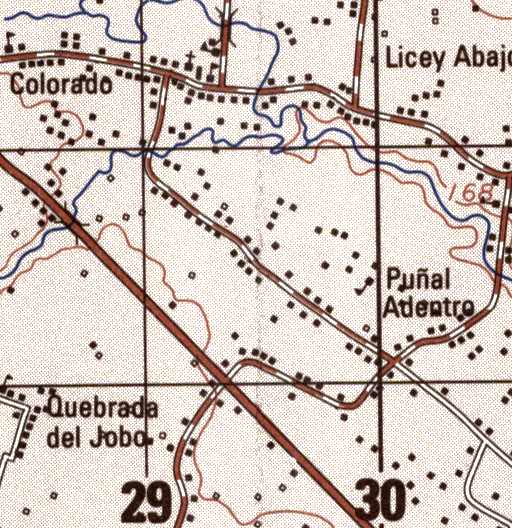 Licey Abajo
Colorado
168
Puñal
Adentro
Quebrada
del Jobo
29
30